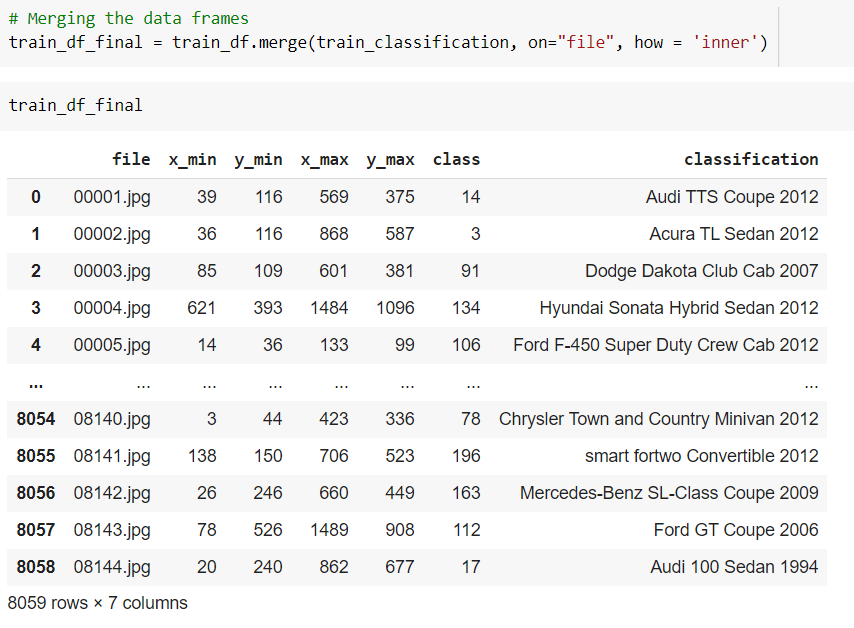 # Merging the data frames
train_df_final = train_df.merge(train_classification, on="file", how = 'inner')
train_df_final
file x_min y_min x_max y_max class classification
0 00001.jpg 39 116 569 375 14 Audi TTS Coupe 2012
1 00002.jpg 36 116 868 587 3 Acura TL Sedan 2012
2 00003.jpg 85 109 601 381 91 Dodge Dakota Club Cab 2007
3 00004.jpg 621 393 1484 1096 134 Hyundai Sonata Hybrid Sedan 2012
4 00005.jpg 14 36 133 99 106 Ford F-450 Super Duty Crew Cab 2012
... ... ... ... ... ... ... ...
8054 08140.jpg 3 44 423 336 78 Chrysler Town and Country Minivan 2012
8055 08141.jpg 138 150 706 523 196 smart fortwo Convertible 2012
8056 08142.jpg 26 246 660 449 163 Mercedes-Benz SL-Class Coupe 2009
8057 08143.jpg 78 526 1489 908 112 Ford GT Coupe 2006
8058 08144.jpg 20 240 862 677 17 Audi 100 Sedan 1994
8059 rows × 7 columns